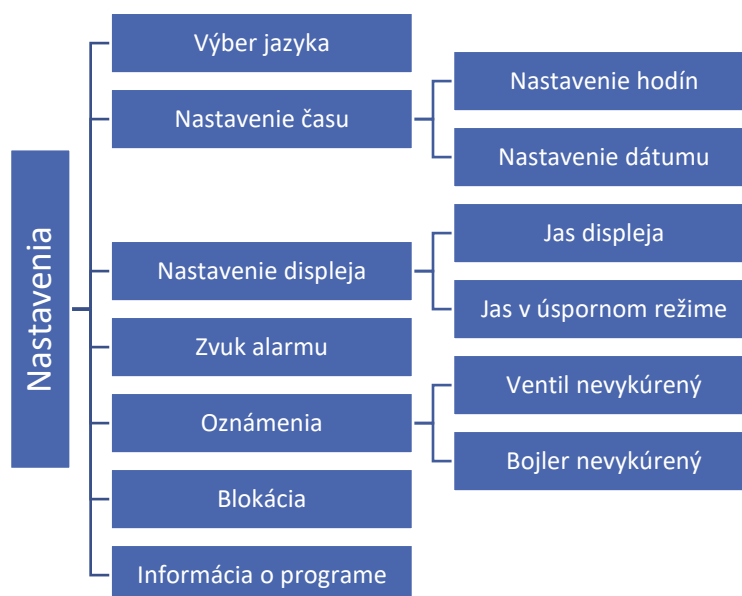 Nastavenia
Výber jazyka
Nastavenie času
Nastavenie hodín
Nastavenie dátumu
Nastavenie displeja
Jas displeja
Jas v úspornom režime
Zvuk alarmu
Oznámenia
Ventil nevykúrený
Bojler nevykúrený
Blokácia
Informácia o programe